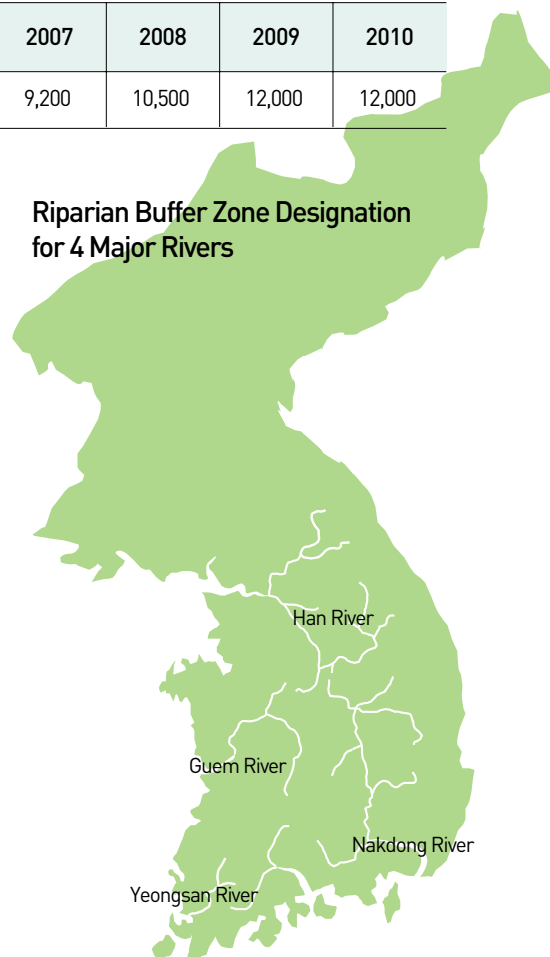 2007 2008 2009 2010
9,200 10,500 12,000 12,000
Riparian Buffer Zone Designation
for 4 Major Rivers
Han River
Guem River
Nakdong River
Yeongsan River